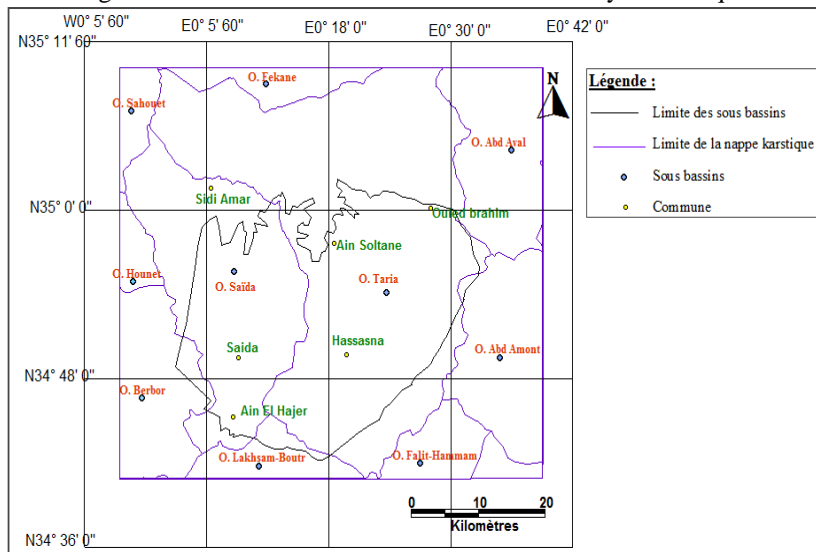 W0° 5' 60"
E0° 5' 60"
E0° 18' 0"
E0° 30' 0"
E0° 42' 0"
N35° 11' 60"
O. Fekane
O. Sahouet
N
Légende :
Limite des sous bassins
Limite de la nappe karstique
Sous bassins
Commune
O. Abd Aval
Sidi Amar
N35° 0' 0"
Ouled brahim
Ain Soltane
O. Hounet
O. Saïda
O. Taria
Saida
Hassasna
O. Abd Amont
N34° 48' 0"
O. Berbor
Ain El Hajer
O. Lakhsam-Boutr
O. Falit-Hammam
0 10 20
Kilomètres
N34° 36' 0"